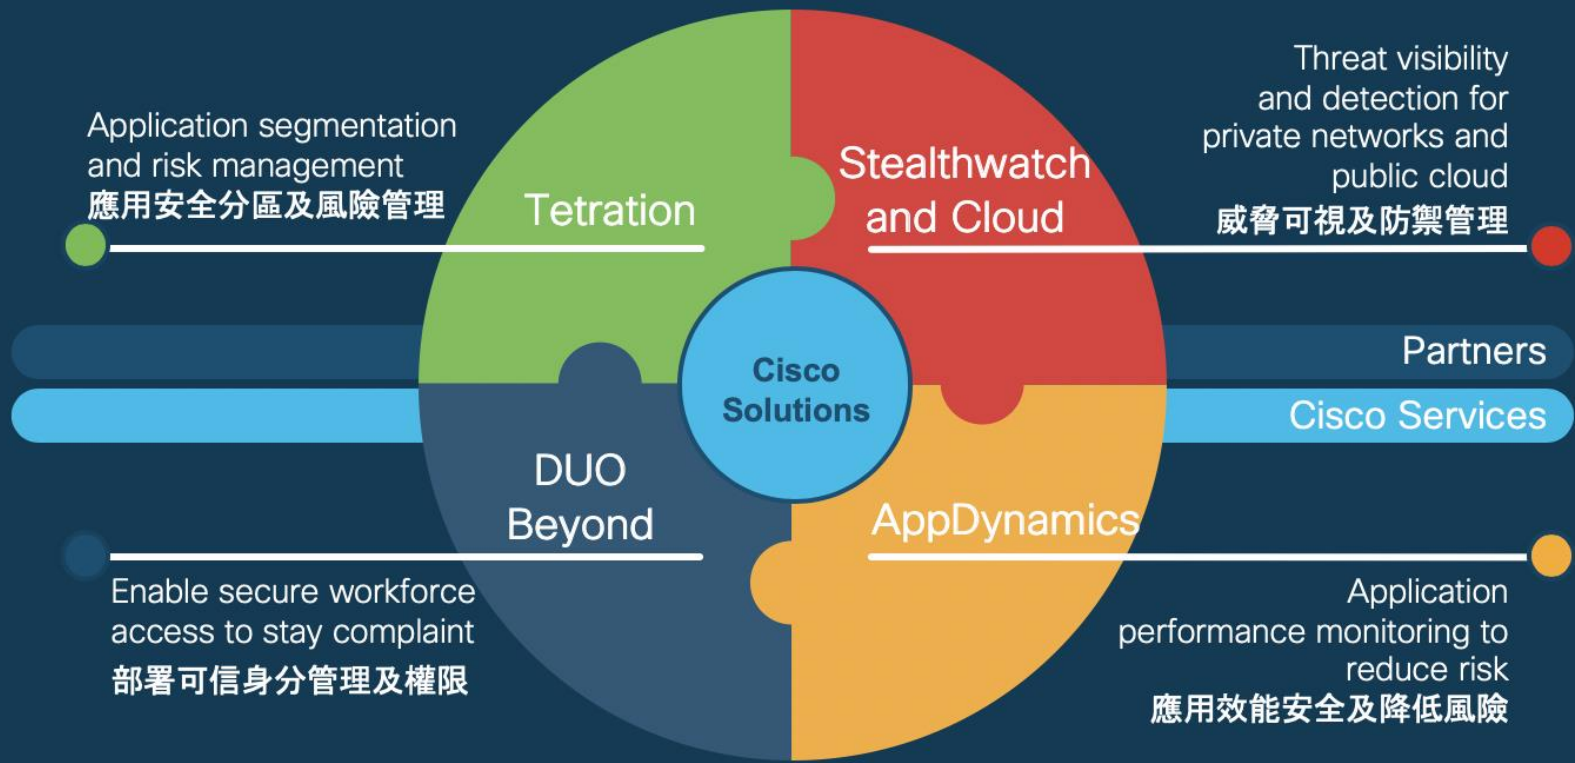 Application segmentation
and risk management
應用安全分區及風險管理
Tetration
Stealthwatch
and Cloud
Threat visibility
and detection for
private networks and
public cloud
威脅可視及防禦管理
Cisco
Solutions
Partners
Cisco Services
DUO
Beyond
Enable secure workforce
access to stay complaint
部署可信身分管理及權限
AppDynamics
Application
performance monitoring to
reduce risk
應用效能安全及降低風險